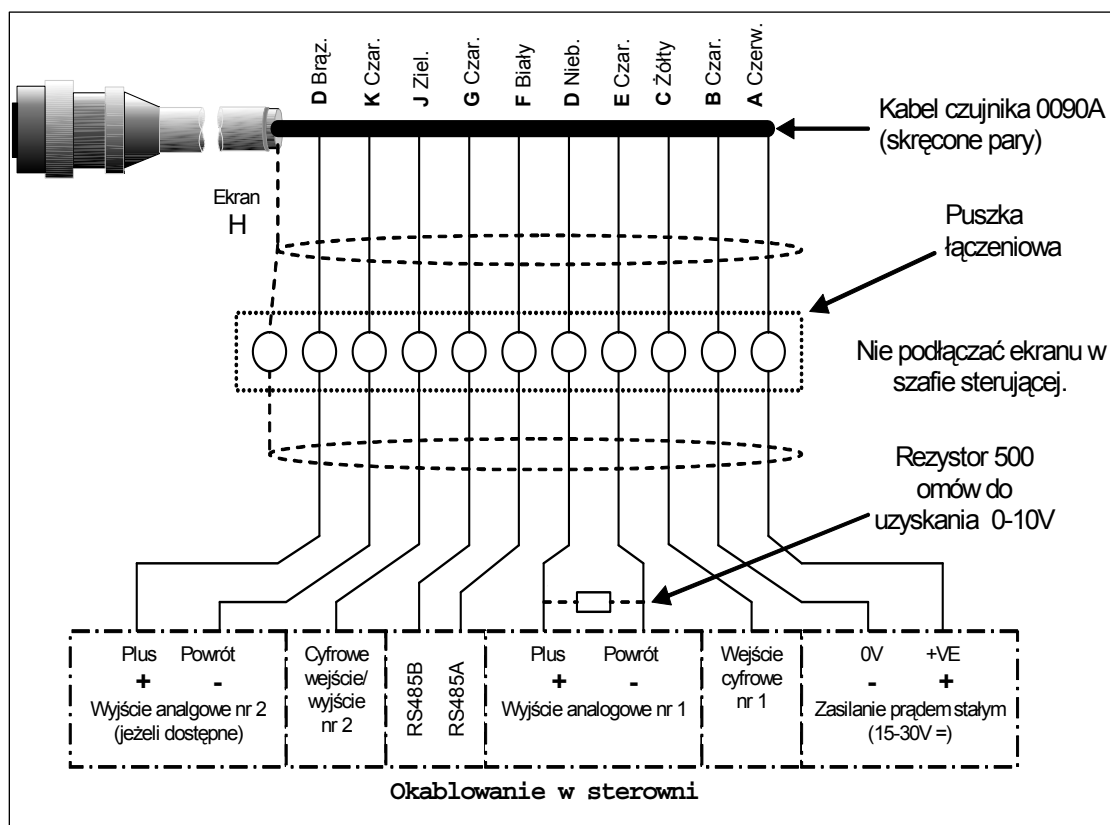 D Brąz.
K Czar.
J Ziel.
G Czar.
F Biały
D Nieb.
E Czar.
C Żółty
B Czar.
A Czerw.
Kabel czujnika 0090A
(skręcone pary)
Ekran
H
Puszka
łączeniowa
Nie podłączać ekranu w
szafie sterującej.
Rezystor 500
omów do
uzyskania 0-10V
Plus Powrót
+ -
Wyjście analgowe nr 2
(jeżeli dostępne)
Cyfrowe
wejście/
wyjście
nr 2
RS485B
RS485A
Plus Powrót
+ -
Wyjście analogowe nr 1
Wejście
cyfrowe
nr 1
0V +VE
- +
Zasilanie prądem stałym
(15-30V =)
Okablowanie w sterowni